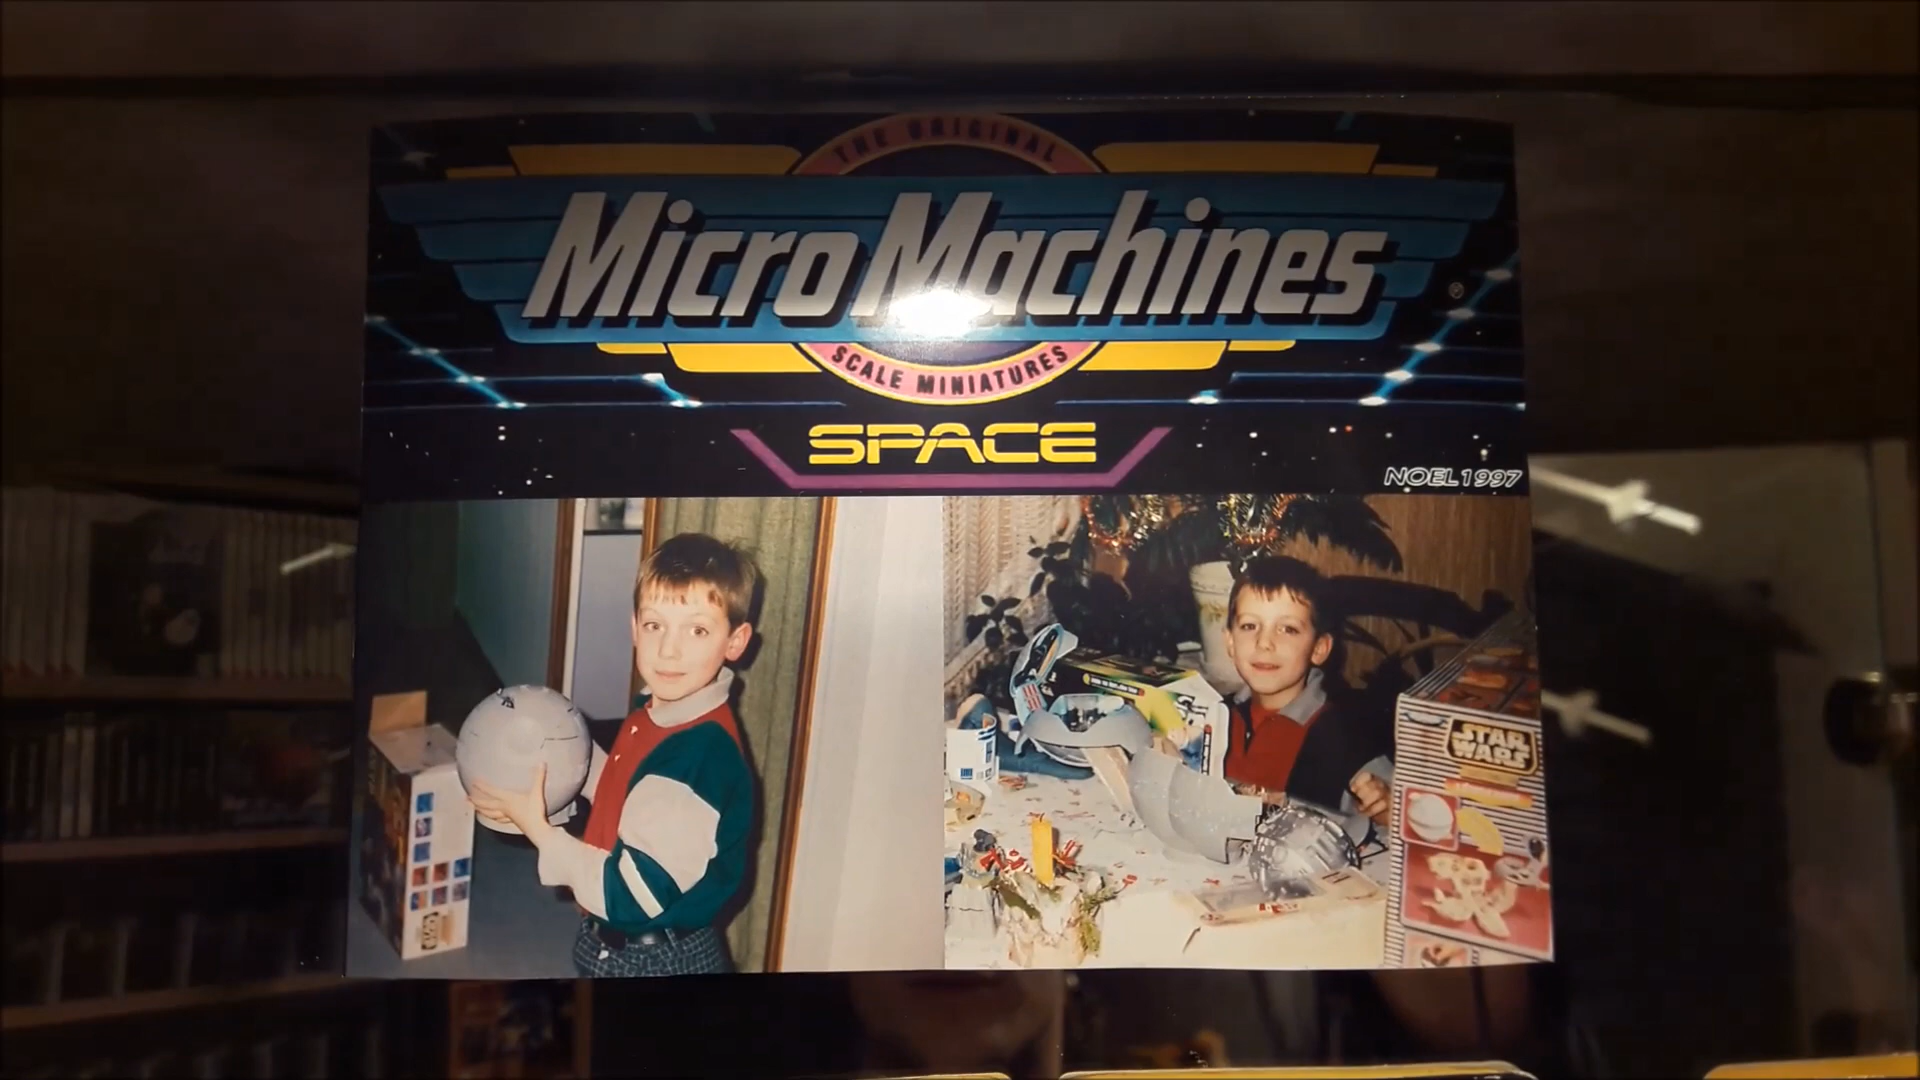 THE ORIGINAL
Micro Machines
®
SCALE MINIATURES
SPACE
NOEL 1997
STAR
WARS